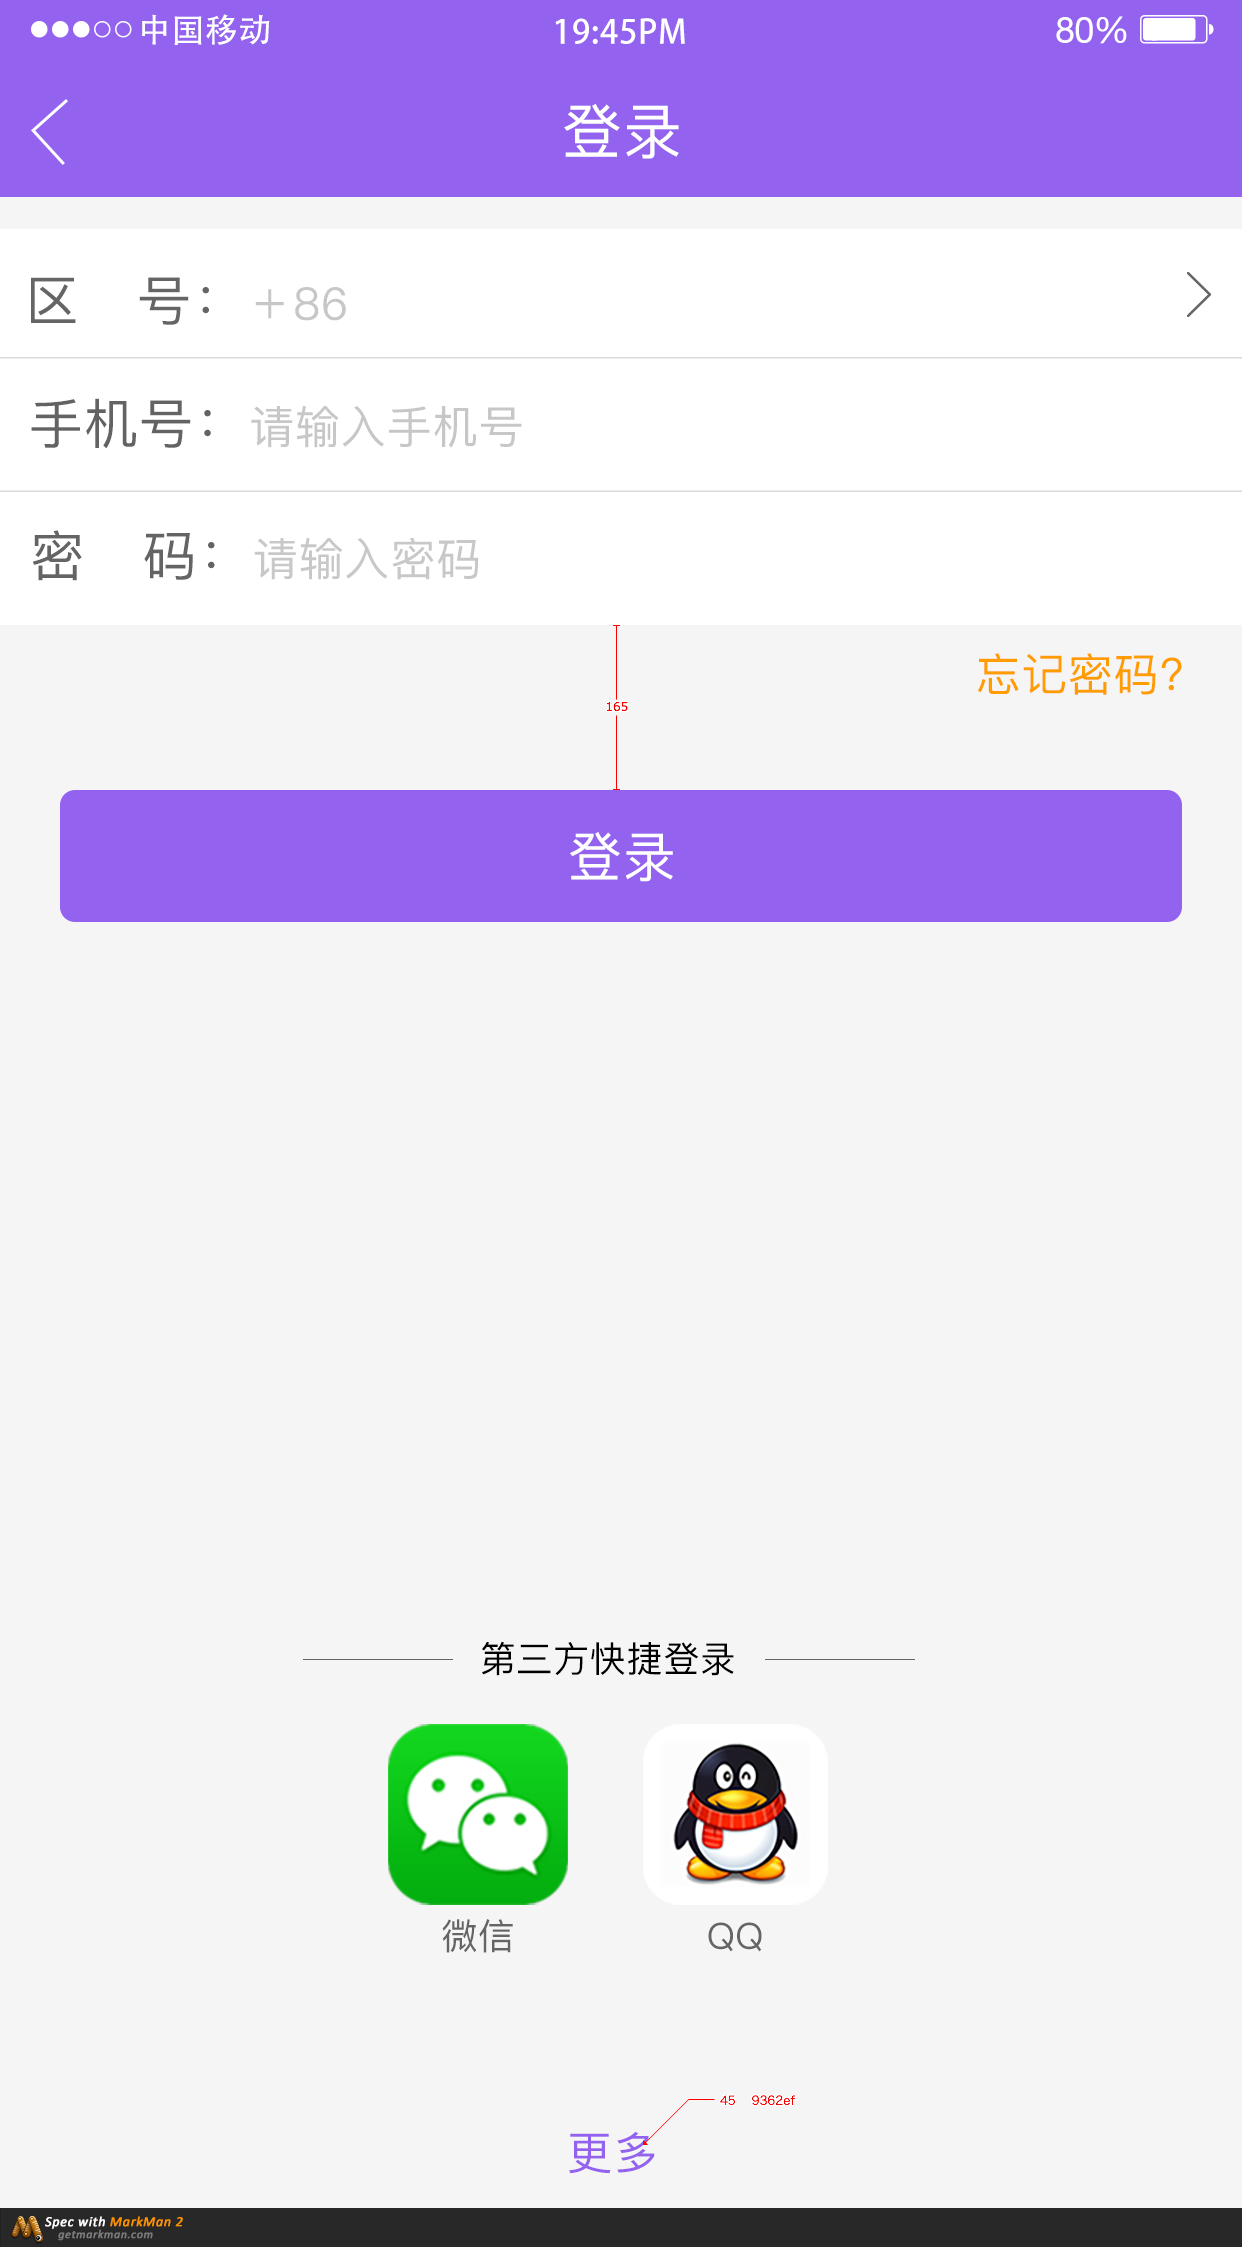 中国移动 19:45PM 80%
登录
区 号： +86
手机号： 请输入手机号
密 码： 请输入密码
忘记密码?
165
登录
第三方快捷登录
微信 QQ
45 9362ef
更多
Spec with MarkMan 2
getmarkman.com